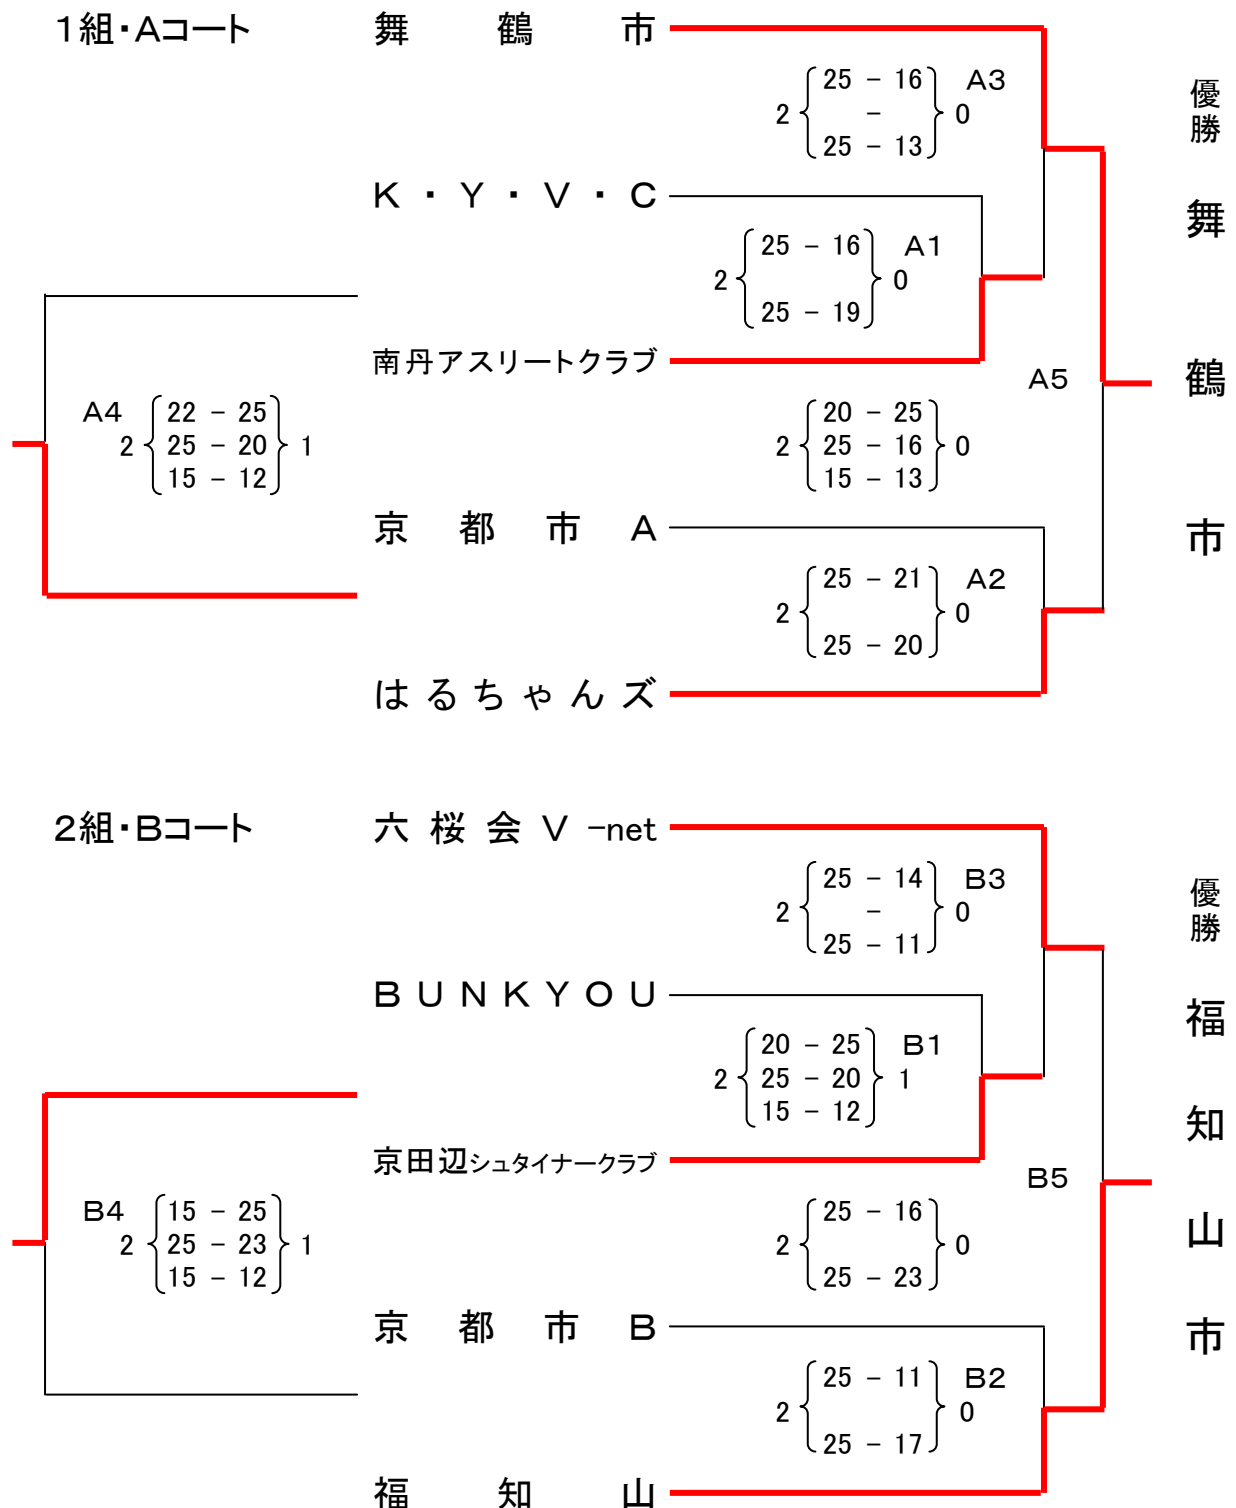 1組・Aコート
舞鶴市
25 － 16 A3
2 － 0
25 － 13
優勝 舞鶴市
K・Y・V・C
25 － 16 A1
2 0
25 － 19
南丹アスリートクラブ
A5
A4 22 － 25
2 25 － 20 1
15 － 12
20 － 25
2 25 － 16 0
15 － 13
京都市A
25 － 21 A2
2 0
25 － 20
はるちゃんズ
2組・Bコート
六桜会V-net
25 － 14 B3
2 － 0
25 － 11
優勝 福知山市
BUNKYOU
20 － 25 B1
2 25 － 20 1
15 － 12
京田辺シュタイナークラブ
B5
B4 15 － 25
2 25 － 23 1
15 － 12
25 － 16
2 0
25 － 23
京都市B
25 － 11 B2
2 0
25 － 17
福知山